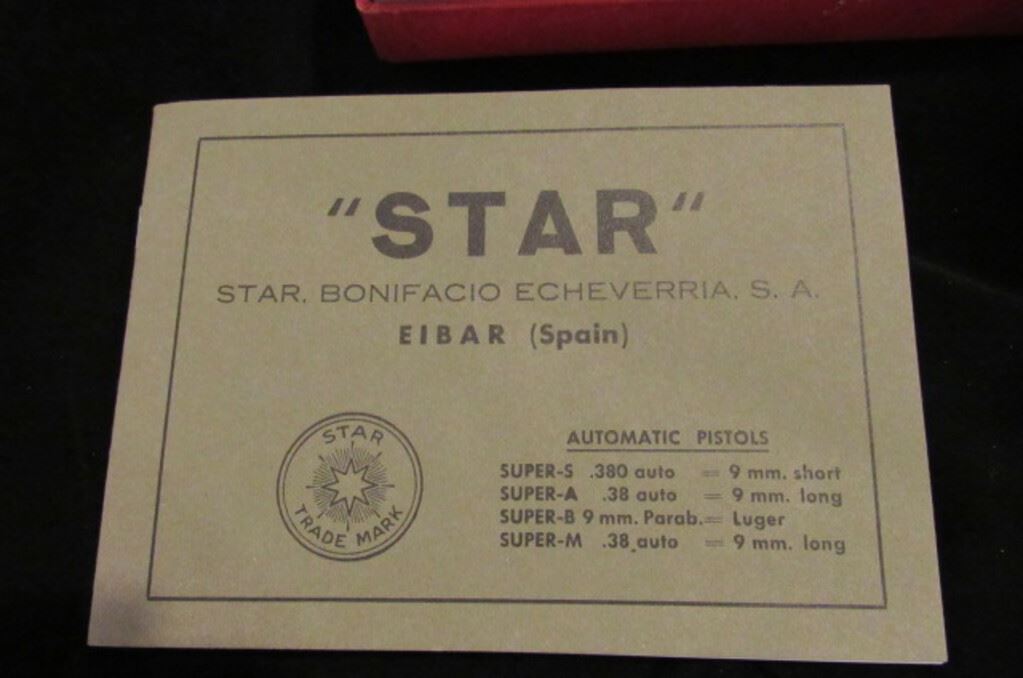 "STAR"
STAR, BONIFACIO ECHEVERRIA, S. A.
EIBAR (Spain)
STAR
TRADE MARK
AUTOMATIC PISTOLS
SUPER-S .380 auto = 9 mm. short
SUPER-A .38 auto = 9 mm. long
SUPER-B 9 mm. Parab.= Luger
SUPER-M .38 auto = 9 mm. long